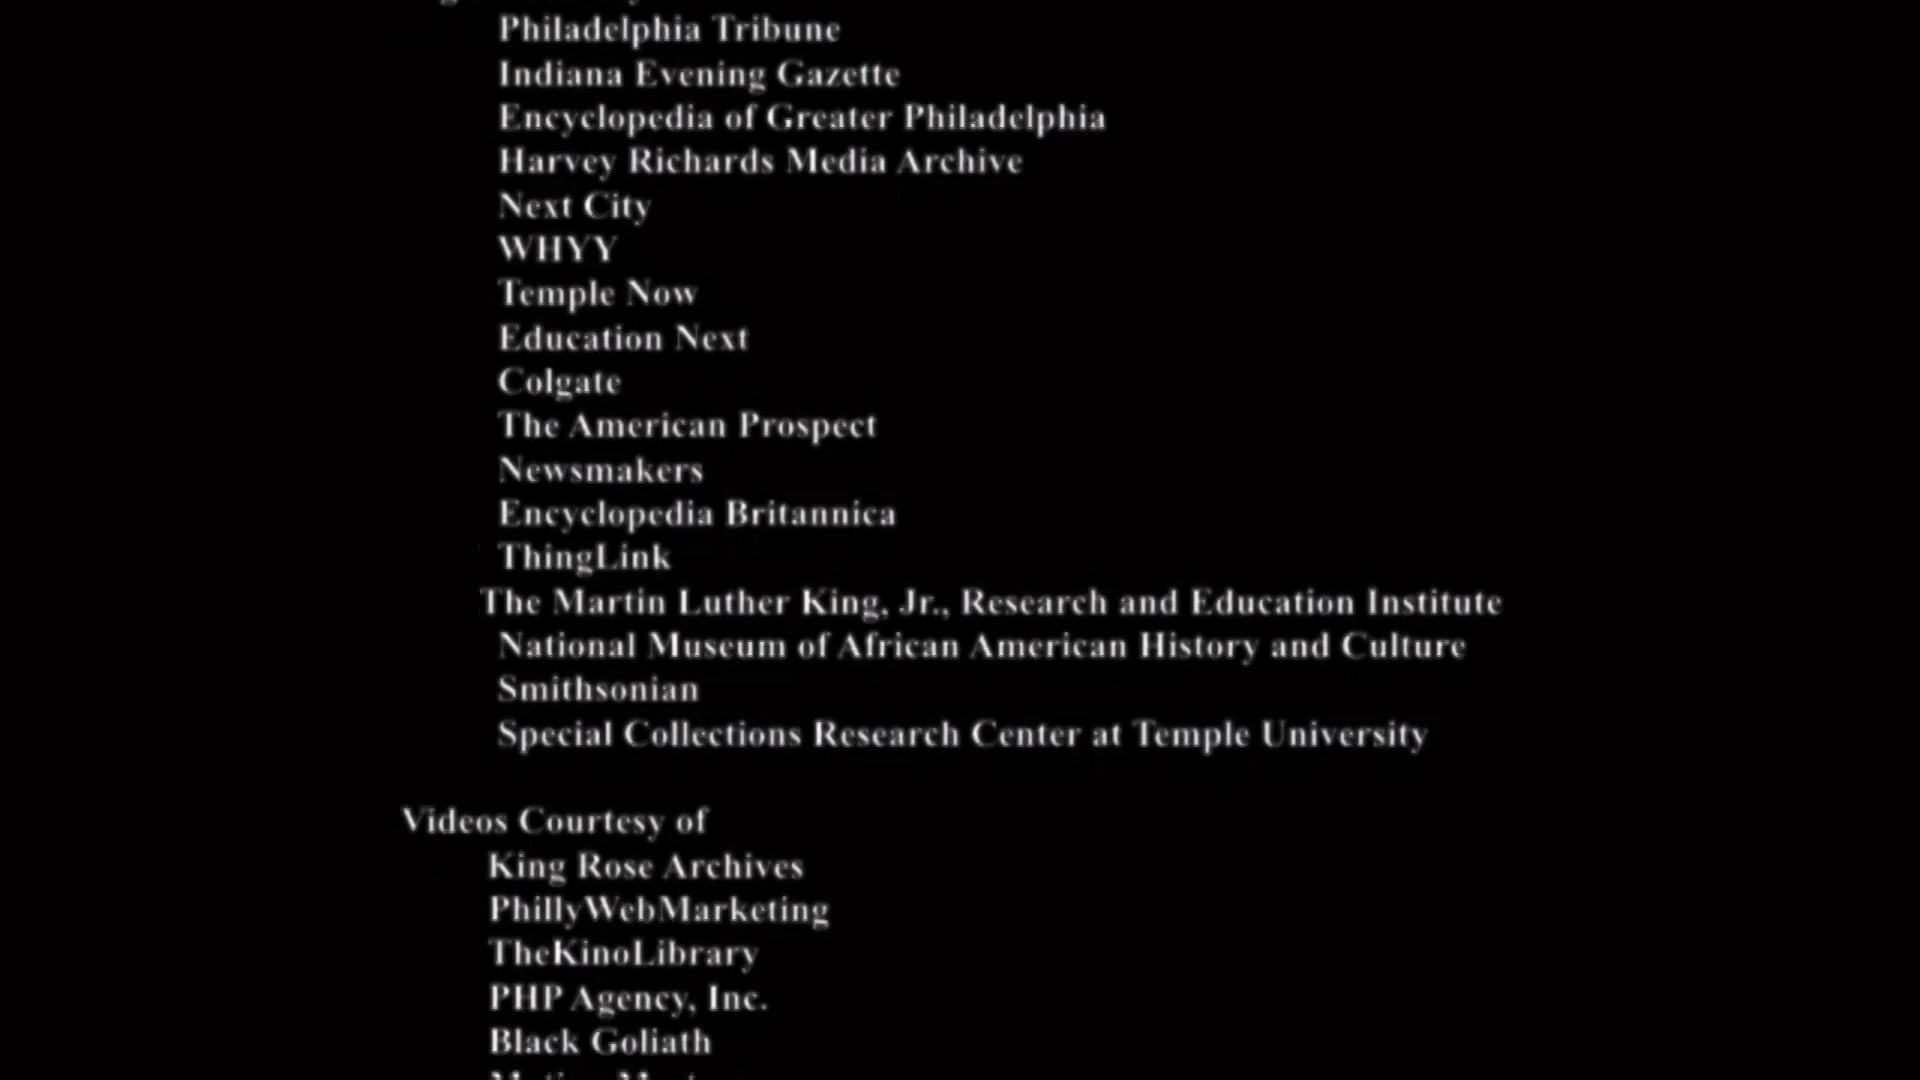 Philadelphia Tribune
Indiana Evening Gazette
Encyclopedia of Greater Philadelphia
Harvey Richards Media Archive
Next City
WHYY
Temple Now
Education Next
Colgate
The American Prospect
Newsmakers
Encyclopedia Britannica
ThingLink
The Martin Luther King, Jr., Research and Education Institute
National Museum of African American History and Culture
Smithsonian
Special Collections Research Center at Temple University
Videos Courtesy of
King Rose Archives
PhillyWebMarketing
TheKinoLibrary
PHP Agency, Inc.
Black Goliath